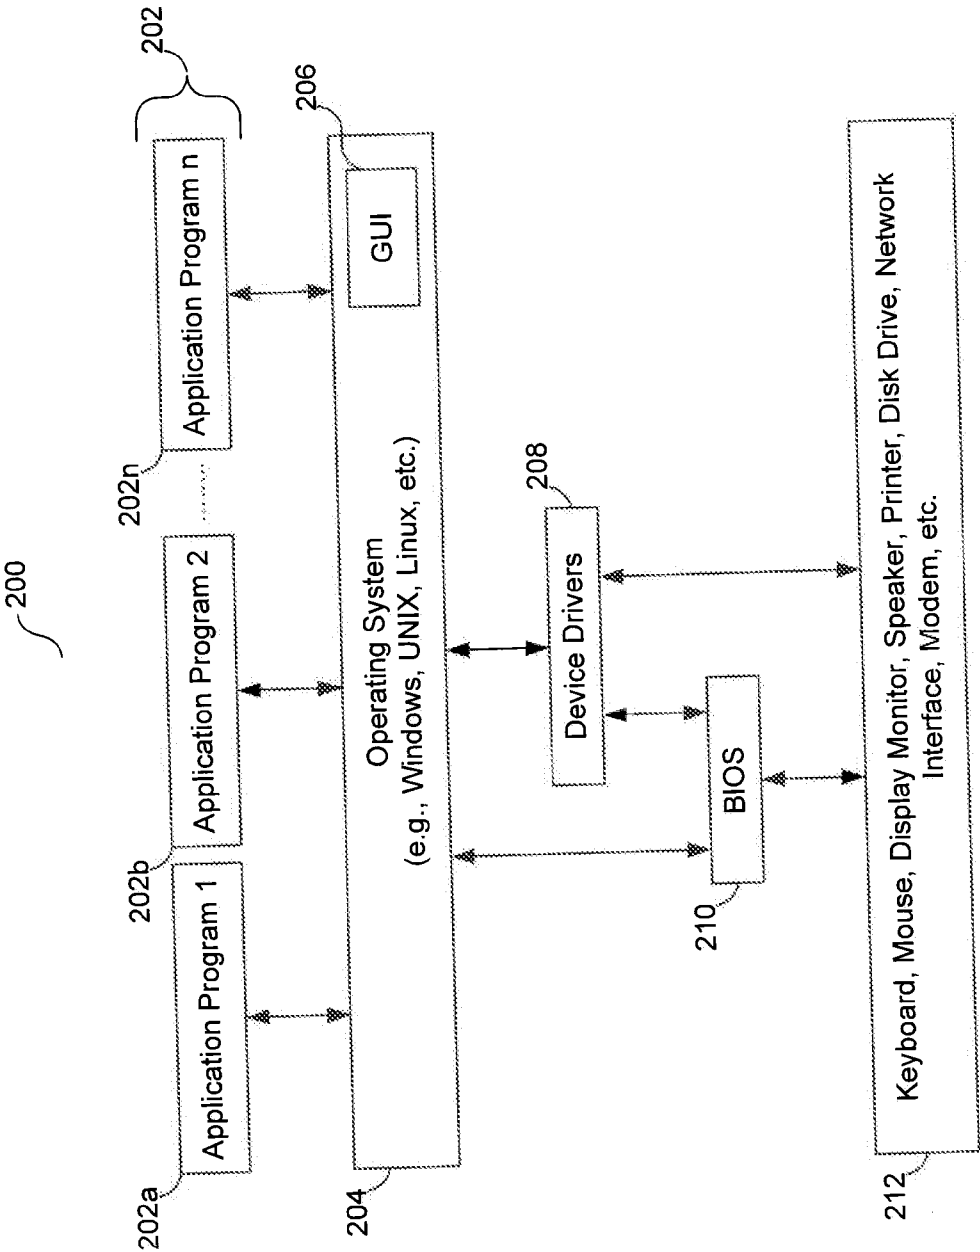 200
202
202a
202b
202n
Application Program 1
Application Program 2
Application Program n
204
206
Operating System
(e.g., Windows, UNIX, Linux, etc.)
GUI
208
Device Drivers
210
BIOS
212
Keyboard, Mouse, Display Monitor, Speaker, Printer, Disk Drive, Network
Interface, Modem, etc.